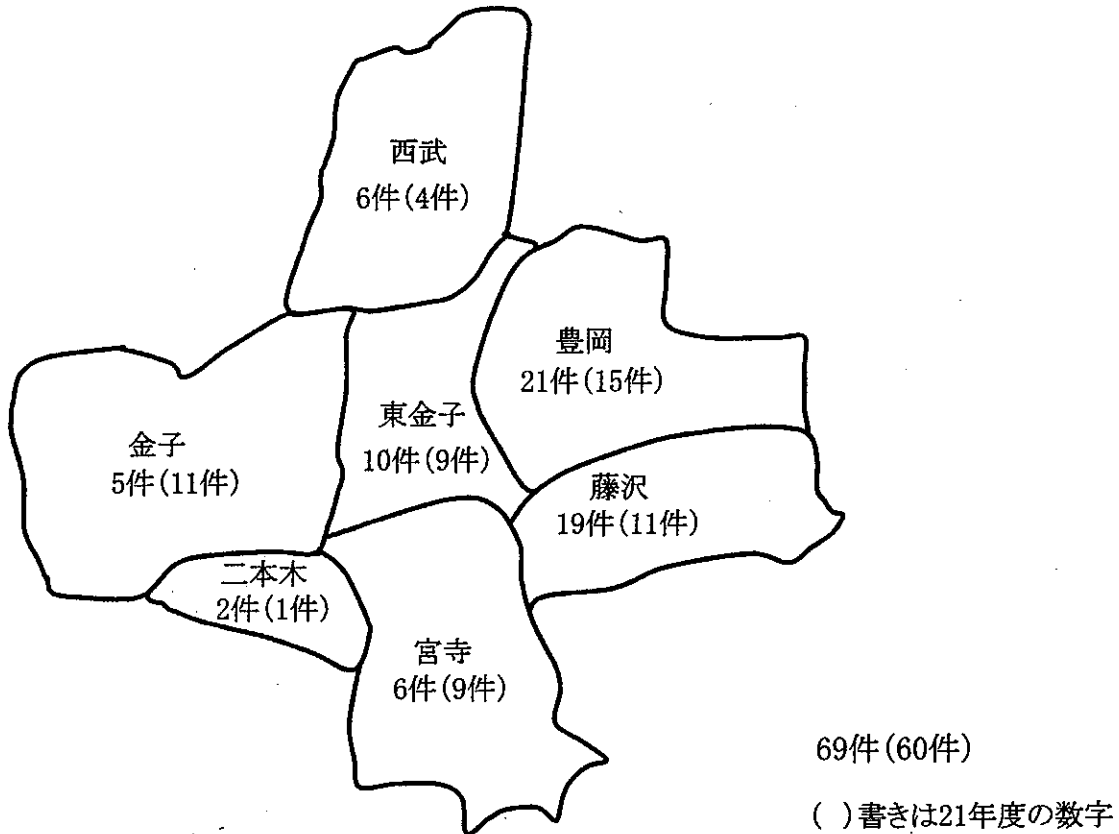 西武
6件(4件)
豊岡
21件(15件)
東金子
10件(9件)
金子
5件(11件)
藤沢
19件(11件)
二本木
2件(1件)
宮寺
6件(9件)
69件(60件)
( )書きは21年度の数字